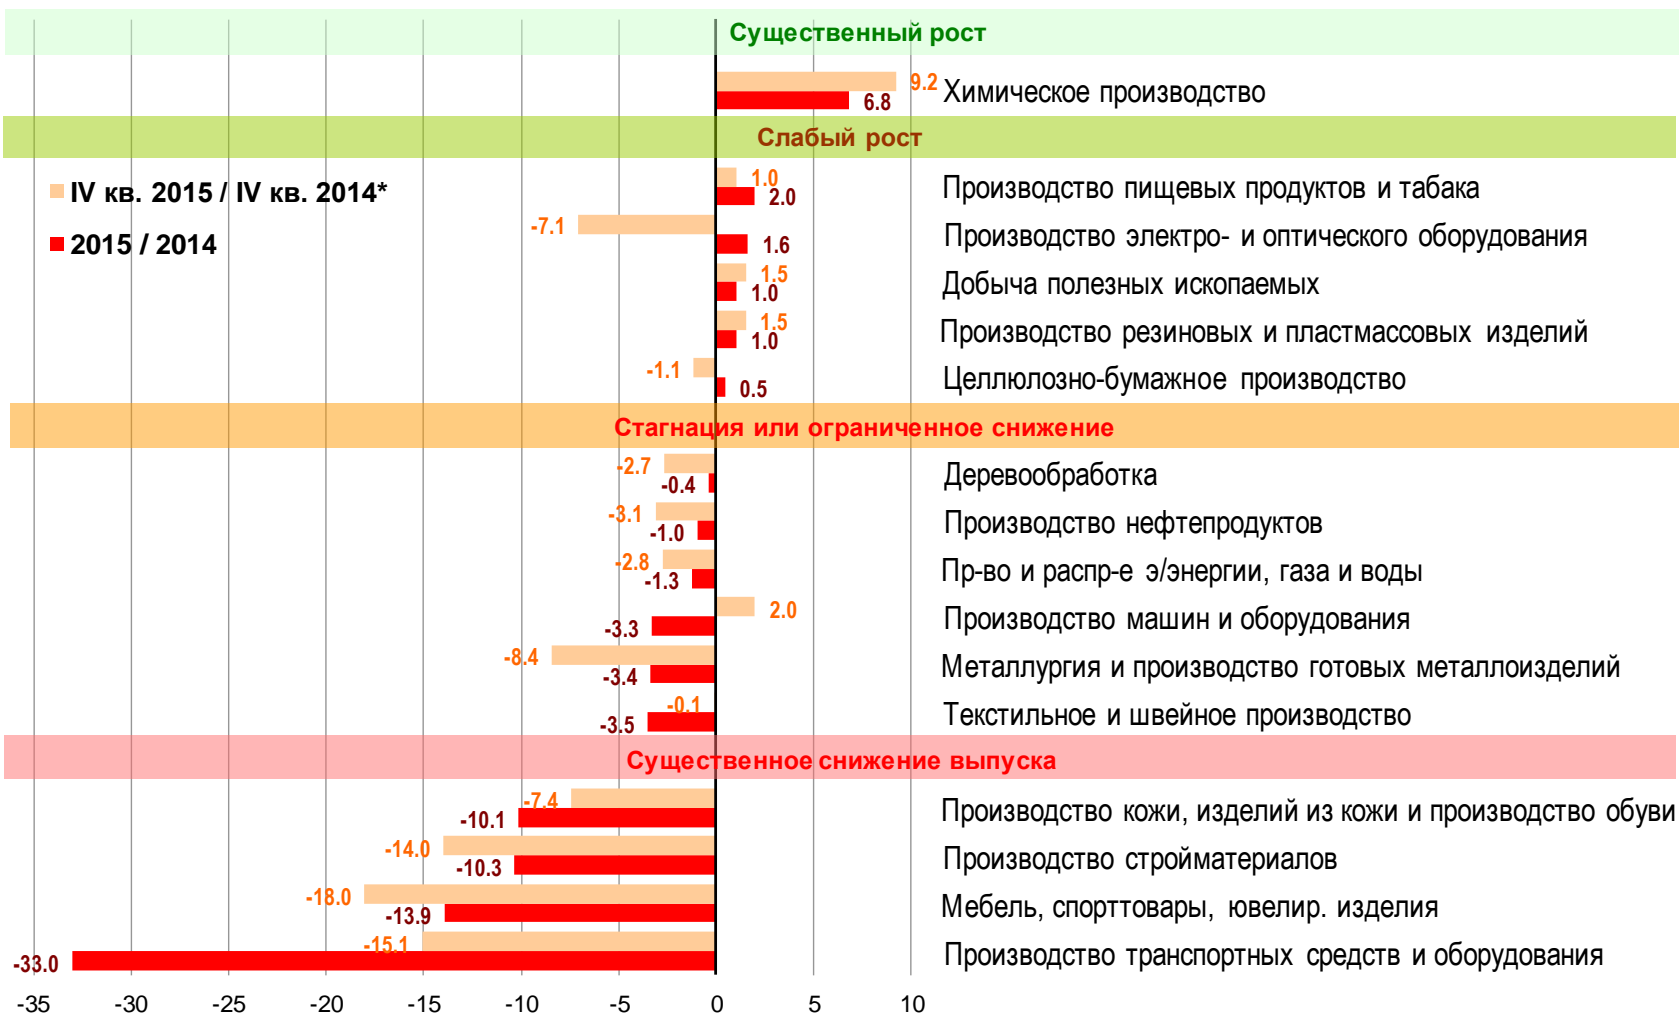 Существенный рост
9.2
Химическое производство
6.8
Слабый рост
IV кв. 2015 / IV кв. 2014*
2015 / 2014
1.0
Производство пищевых продуктов и табака
2.0
-7.1
Производство электро- и оптического оборудования
1.6
1.5
Добыча полезных ископаемых
1.0
1.5
Производство резиновых и пластмассовых изделий
1.0
-1.1
Целлюлозно-бумажное производство
0.5
Стагнация или ограниченное снижение
-2.7
Деревообработка
-0.4
-3.1
Производство нефтепродуктов
-1.0
-2.8
Пр-во и распр-е э/энергии, газа и воды
-1.3
2.0
Производство машин и оборудования
-3.3
-8.4
Металлургия и производство готовых металлоизделий
-3.4
-0.1
Текстильное и швейное производство
-3.5
Существенное снижение выпуска
-7.4
Производство кожи, изделий из кожи и производство обуви
-10.1
-14.0
Производство стройматериалов
-10.3
-18.0
Мебель, спорттовары, ювелир. изделия
-13.9
-15.1
Производство транспортных средств и оборудования
-33.0
-35 -30 -25 -20 -15 -10 -5 0 5 10